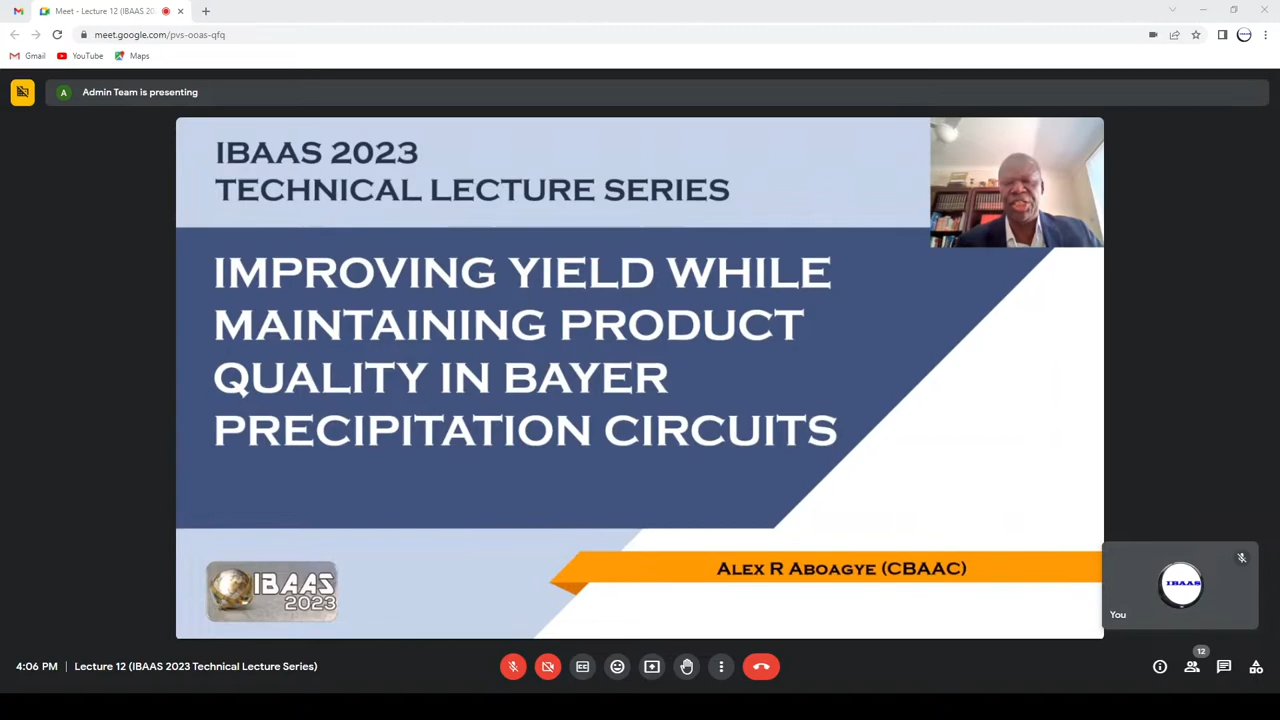 Meet - Lecture 12 (IBAAS 20
meet.google.com/pvs-ooas-qfq
Gmail
YouTube
Maps
A
Admin Team is presenting
IBAAS 2023
TECHNICAL LECTURE SERIES
IMPROVING YIELD WHILE
MAINTAINING PRODUCT
QUALITY IN BAYER
PRECIPITATION CIRCUITS
ALEX R ABOAGYE (CBAAC)
IBAAS
2023
IBAAS
You
4:06 PM
Lecture 12 (IBAAS 2023 Technical Lecture Series)
12